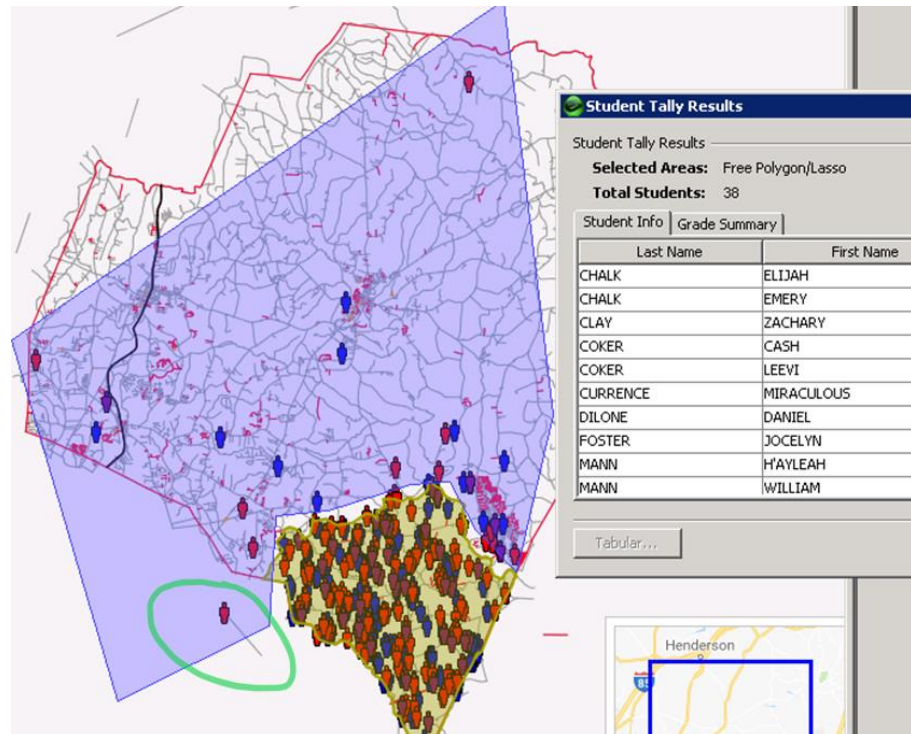 Student Tally Results
Student Tally Results
Selected Areas: Free Polygon/Lasso
Total Students: 38
Student Info Grade Summary
Last Name First Name
CHALK ELIJAH
CHALK EMERY
CLAY ZACHARY
COKER CASH
COKER LEEVI
CURRENCE MIRACULOUS
DILONE DANIEL
FOSTER JOCELYN
MANN H'AYLEAH
MANN WILLIAM
Tabular...
Henderson
85